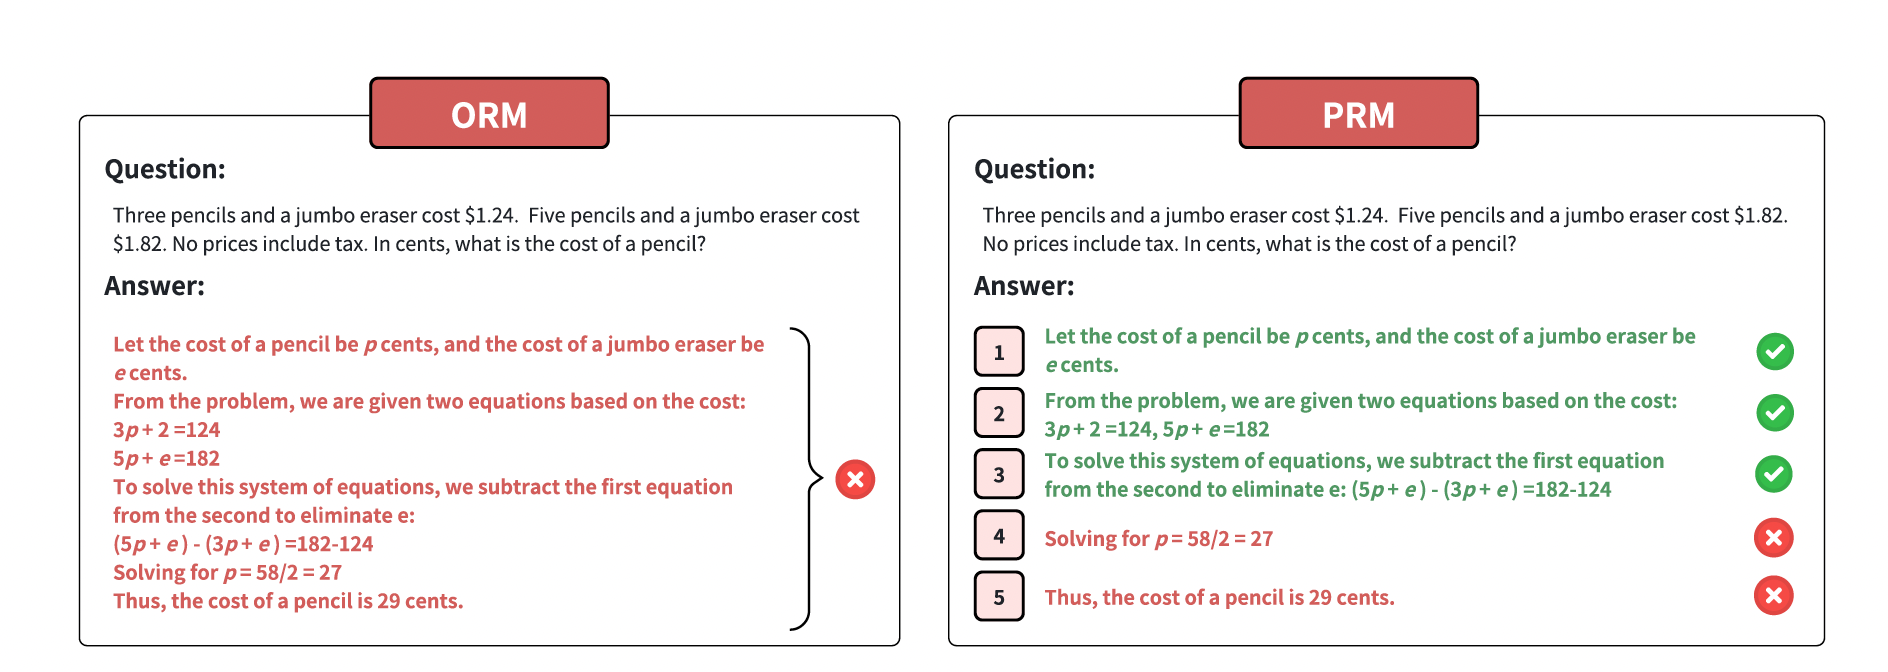 ORM
Question:
Three pencils and a jumbo eraser cost $1.24.  Five pencils and a jumbo eraser cost
$1.82. No prices include tax. In cents, what is the cost of a pencil?
Answer:
Let the cost of a pencil be p cents, and the cost of a jumbo eraser be
e cents.
From the problem, we are given two equations based on the cost:
3p + 2 =124
5p + e =182
To solve this system of equations, we subtract the first equation
from the second to eliminate e:
(5p + e ) - (3p + e ) =182-124
Solving for p = 58/2 = 27
Thus, the cost of a pencil is 29 cents.
PRM
Question:
Three pencils and a jumbo eraser cost $1.24.  Five pencils and a jumbo eraser cost $1.82.
No prices include tax. In cents, what is the cost of a pencil?
Answer:
1
Let the cost of a pencil be p cents, and the cost of a jumbo eraser be
e cents.
2
From the problem, we are given two equations based on the cost:
3p + 2 =124, 5p + e =182
3
To solve this system of equations, we subtract the first equation
from the second to eliminate e: (5p + e ) - (3p + e ) =182-124
4
Solving for p = 58/2 = 27
5
Thus, the cost of a pencil is 29 cents.